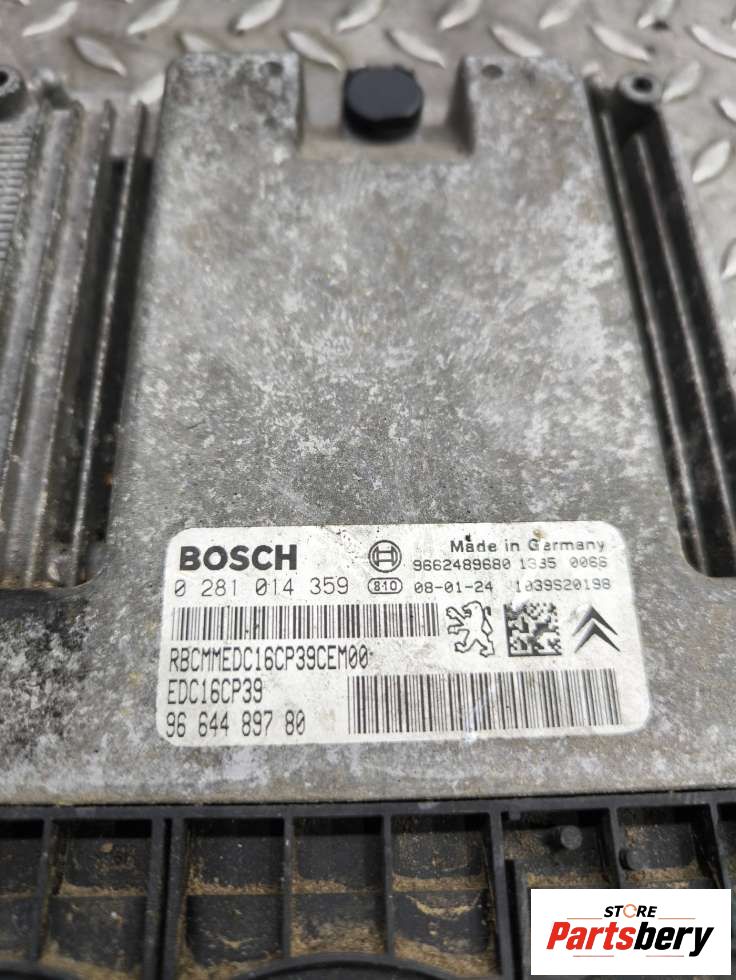 BOSCH Made in Germany
9662489680 1335 0066
0 281 014 359 810 08-01-24 1039S20198
RBCMMEDC16CP39CEM00-
EDC16CP39
96 644 897 80
STORE
Partsbery